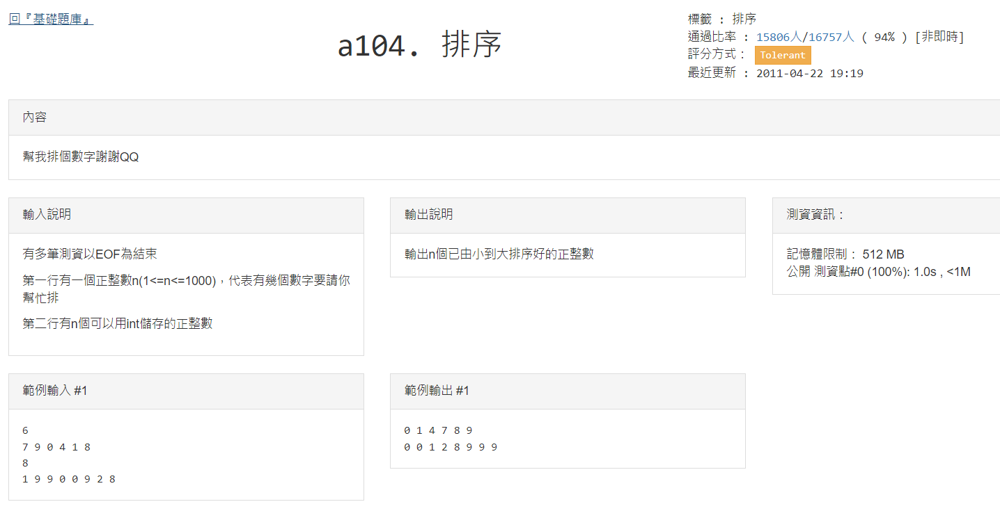 回『基礎題庫』
a104. 排序
標籤 : 排序
通過比率 : 15806人/16757人 ( 94% ) [非即時]
評分方式： Tolerant
最近更新 : 2011-04-22 19:19
內容
幫我排個數字謝謝QQ
輸入說明
有多筆測資以EOF為結束
第一行有一個正整數n(1<=n<=1000)，代表有幾個數字要請你
幫忙排
第二行有n個可以用int儲存的正整數
輸出說明
輸出n個已由小到大排序好的正整數
測資資訊：
記憶體限制： 512 MB
公開 測資點#0 (100%): 1.0s , <1M
範例輸入 #1
6
7 9 0 4 1 8
8
1 9 9 0 0 9 2 8
範例輸出 #1
0 1 4 7 8 9
0 0 1 2 8 9 9 9